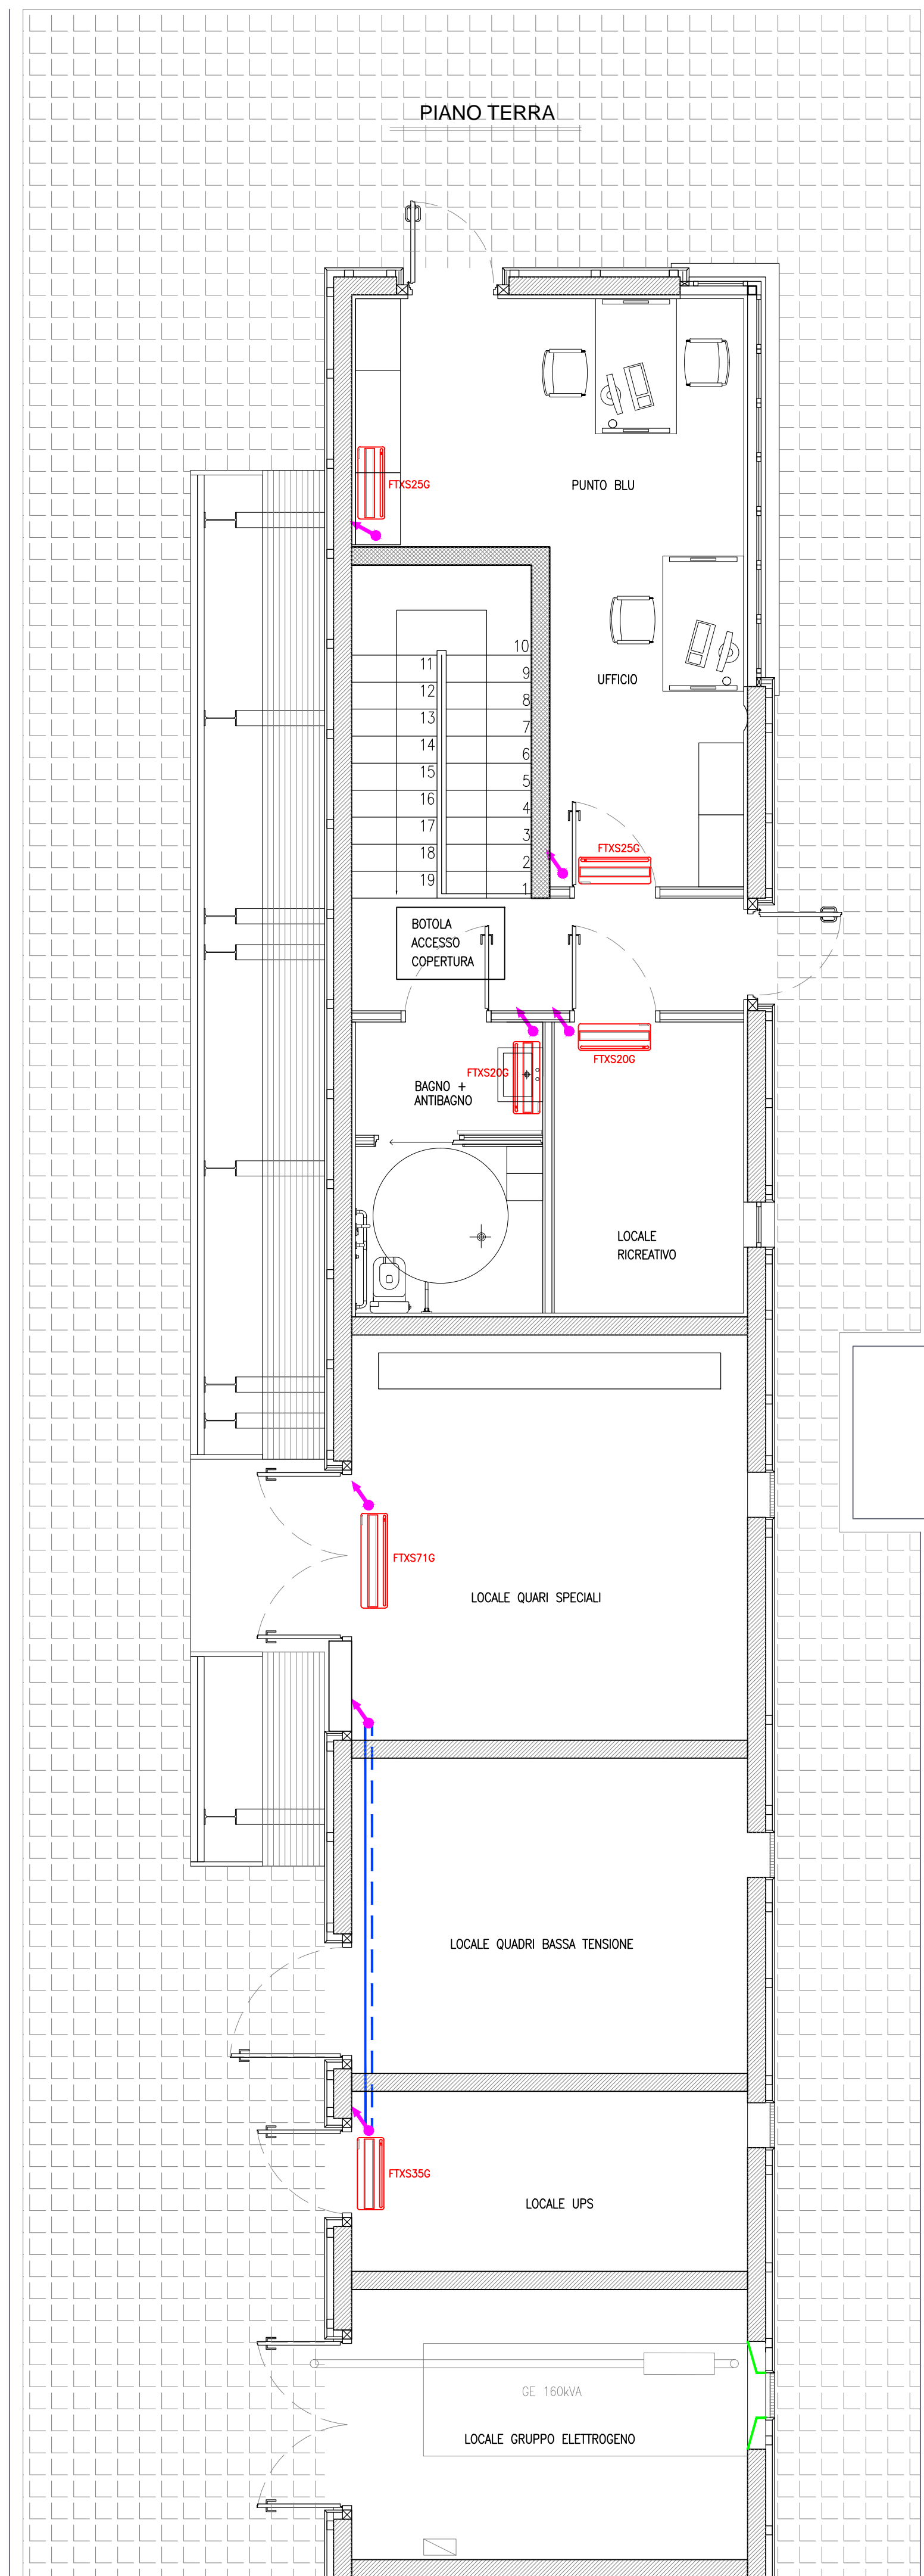 PIANO TERRA
FTXS25G
PUNTO BLU
10
11
9
UFFICIO
12
8
13
7
14
6
15
5
16
4
17
3
FTXS25G
18
2
19
1
BOTOLA
ACCESSO
COPERTURA
FTXS20G
FTXS20G
BAGNO +
ANTIBAGNO
LOCALE
RICREATIVO
FTXS71G
LOCALE QUARI SPECIALI
LOCALE QUADRI BASSA TENSIONE
FTXS35G
LOCALE UPS
GE 160kVA
LOCALE GRUPPO ELETTROGENO